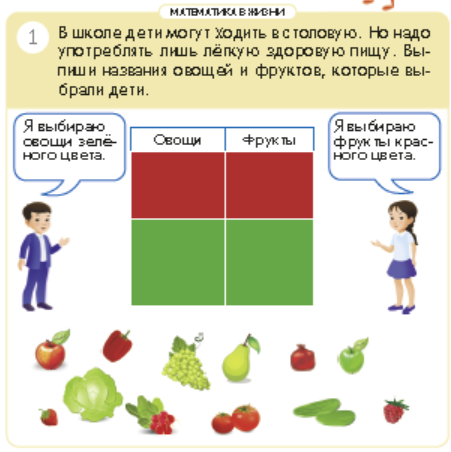 МАТЕМАТИКА В ЖИЗНИ
1
В школе дети могут ходить в столовую. Но надо
употреблять лишь лёгкую здоровую пищу. Вы-
пиши названия овощей и фруктов, которые вы-
брали дети.
Я выбираю
овощи зелё-
ного цвета.
Овощи
Фрукты
Я выбираю
фрукты крас-
ного цвета.